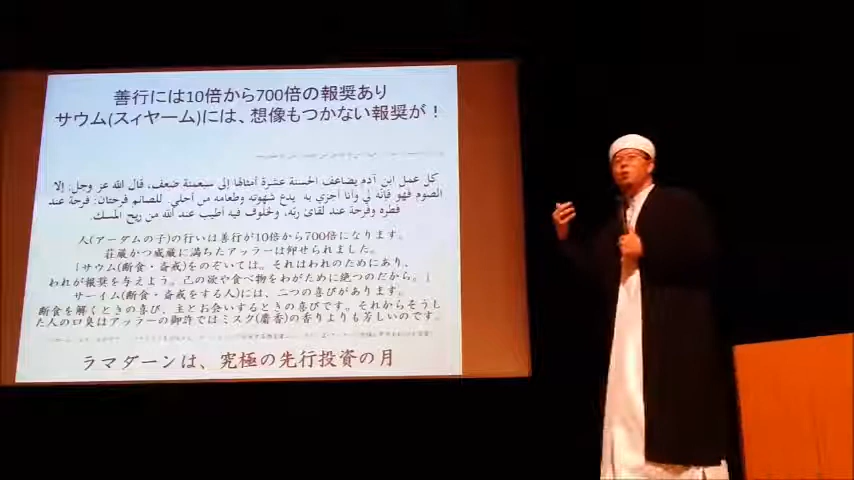 善行には10倍から700倍の報奨あり
サウム(スィヤーム)には、想像もつかない報奨が！
كل عمل ابن آدم يضاعف الحسنة عشرة أمثالها إلى سبعمئة ضعف، قال الله عز وجل: إلا
الصوم فهو فإنه لي وأنا أجزي به يدع شهوته وطعامه من أجلي. للصائم فرحتان: فرحة عند
فطره وفرحة عند لقائ ربّه، وخلوف فيه أطيب عند الله من ريح المسك
人(アーダムの子)の行いは善行が10倍から700倍になります。
荘厳かつ威厳に満ちたアッラーは仰せられました。
「サウム(断食・斎戒)をのぞいては。それはわれのためにあり、
われが報奨を与えよう。己の欲や食べ物をわがために絶つのだから。」
サーイム(断食・斎戒をする人)には、二つの喜びがあります。
断食を解くときの喜び、主とお会いするときの喜びです。それからそうし
た人の口臭はアッラーの御許ではミスク(麝香)の香りよりも芳しいのです。
ラマダーンは、究極の先行投資の月